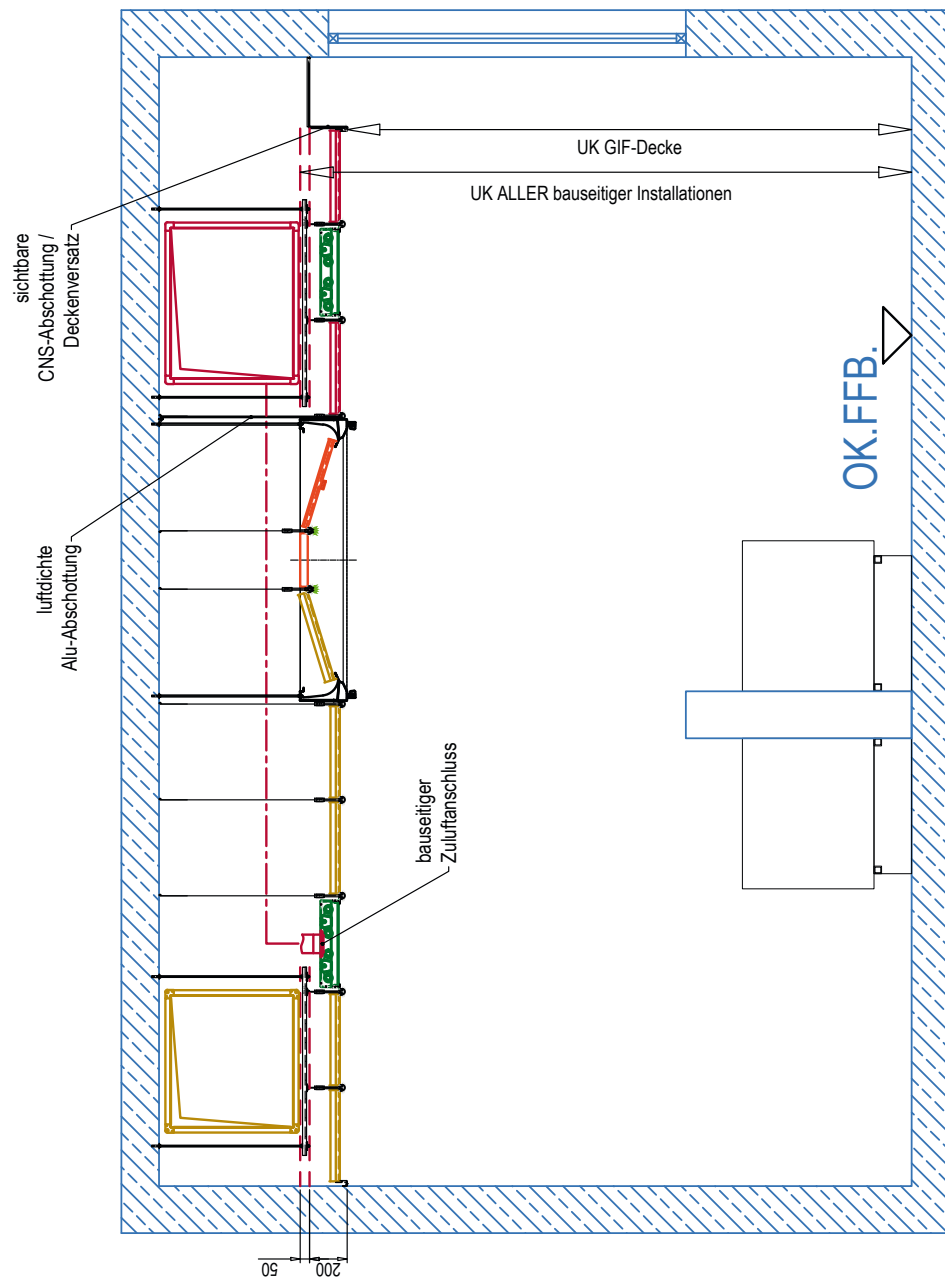 sichtbare
CNS-Abschottung /
Deckenversatz
luftdichte
Alu-Abschottung
UK GIF-Decke
UK ALLER bauseitiger Installationen
OK.FFB.
bauseitiger
Zuluftanschluss
50
200